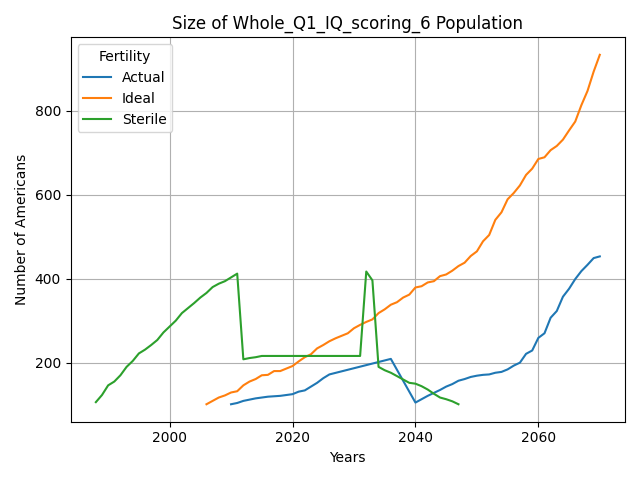 Size of Whole_Q1_IQ_scoring_6 Population
Fertility
Actual
Ideal
Sterile
Number of Americans
800
600
400
200
2000
2020
2040
2060
Years